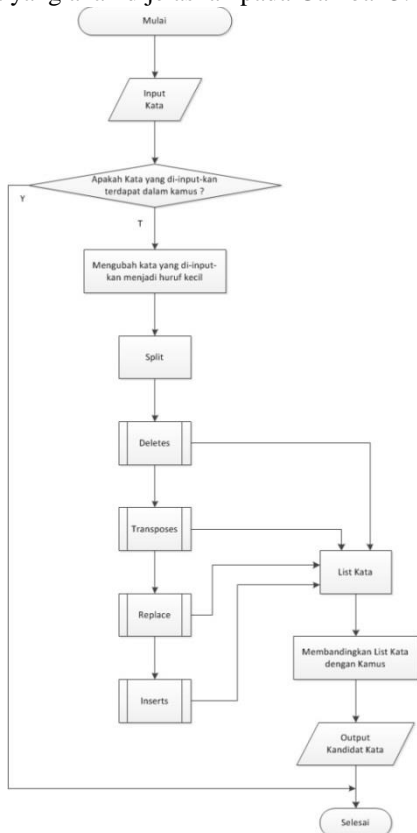 Mulai
Input
Kata
Apakah Kata yang di-input-kan
terdapat dalam kamus ?
Y
T
Mengubah kata yang di-input-
kan menjadi huruf kecil
Split
Deletes
Transposes
List Kata
Replace
Membandingkan List Kata
dengan Kamus
Inserts
Output
Kandidat Kata
Selesai